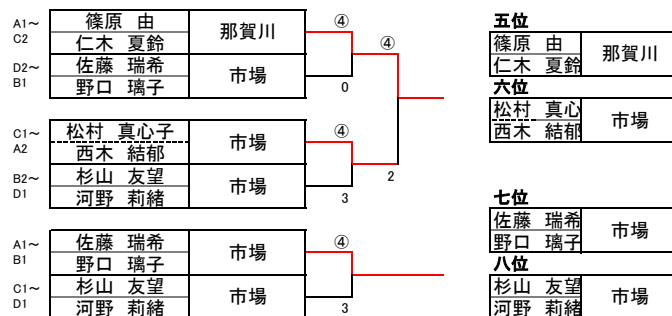 A1～ 篠原 由 那賀川 ④ 五位
C2 仁木 夏鈴 ④ 篠原 由 那賀川
D2～ 佐藤 瑞希 市場 仁木 夏鈴
B1 野口 璃子 0 六位
松村 真心 市場
C1～ 松村 真心子 市場 ④ 西木 結郁
A2 西木 結郁
B2～ 杉山 友望 市場 2
D1 河野 莉緒 3 七位
佐藤 瑞希 市場
A1～ 佐藤 瑞希 市場 ④ 野口 璃子
B1 野口 璃子 八位
C1～ 杉山 友望 市場 杉山 友望 市場
D1 河野 莉緒 3 河野 莉緒